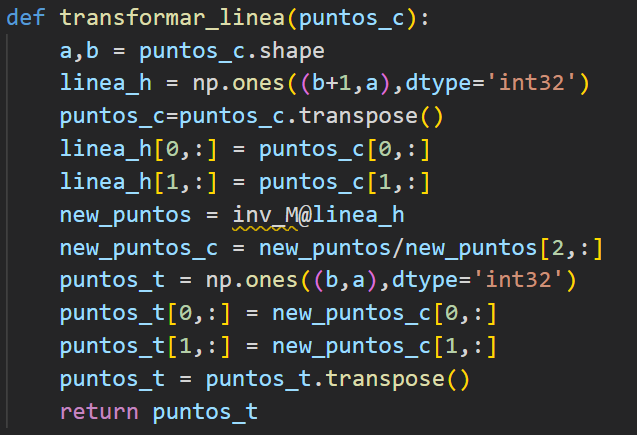 def transformar_linea(puntos_c):
    a,b = puntos_c.shape
    linea_h = np.ones((b+1,a),dtype='int32')
    puntos_c=puntos_c.transpose()
    linea_h[0,:] = puntos_c[0,:]
    linea_h[1,:] = puntos_c[1,:]
    new_puntos = inv_M@linea_h
    new_puntos_c = new_puntos/new_puntos[2,:]
    puntos_t = np.ones((b,a),dtype='int32')
    puntos_t[0,:] = new_puntos_c[0,:]
    puntos_t[1,:] = new_puntos_c[1,:]
    puntos_t = puntos_t.transpose()
    return puntos_t